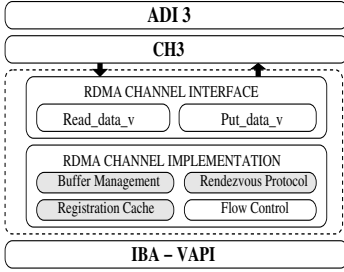 ADI 3
CH3
RDMA CHANNEL INTERFACE
Read_data_v Put_data_v
RDMA CHANNEL IMPLEMENTATION
Buffer Management Rendezvous Protocol
Registration Cache Flow Control
IBA – VAPI